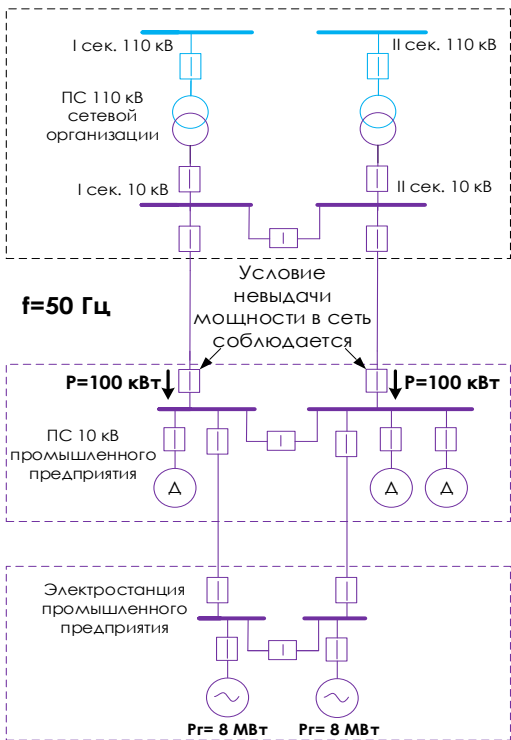 I сек. 110 кВ
II сек. 110 кВ
ПС 110 кВ
сетевой
организации
I сек. 10 кВ
II сек. 10 кВ
Условие
невыдачи
мощности в сеть
соблюдается
f=50 Гц
P=100 кВт
P=100 кВт
ПС 10 кВ
промышленного
предприятия
Д
Д
Д
Электростанция
промышленного
предприятия
Pг= 8 МВт
Pг= 8 МВт